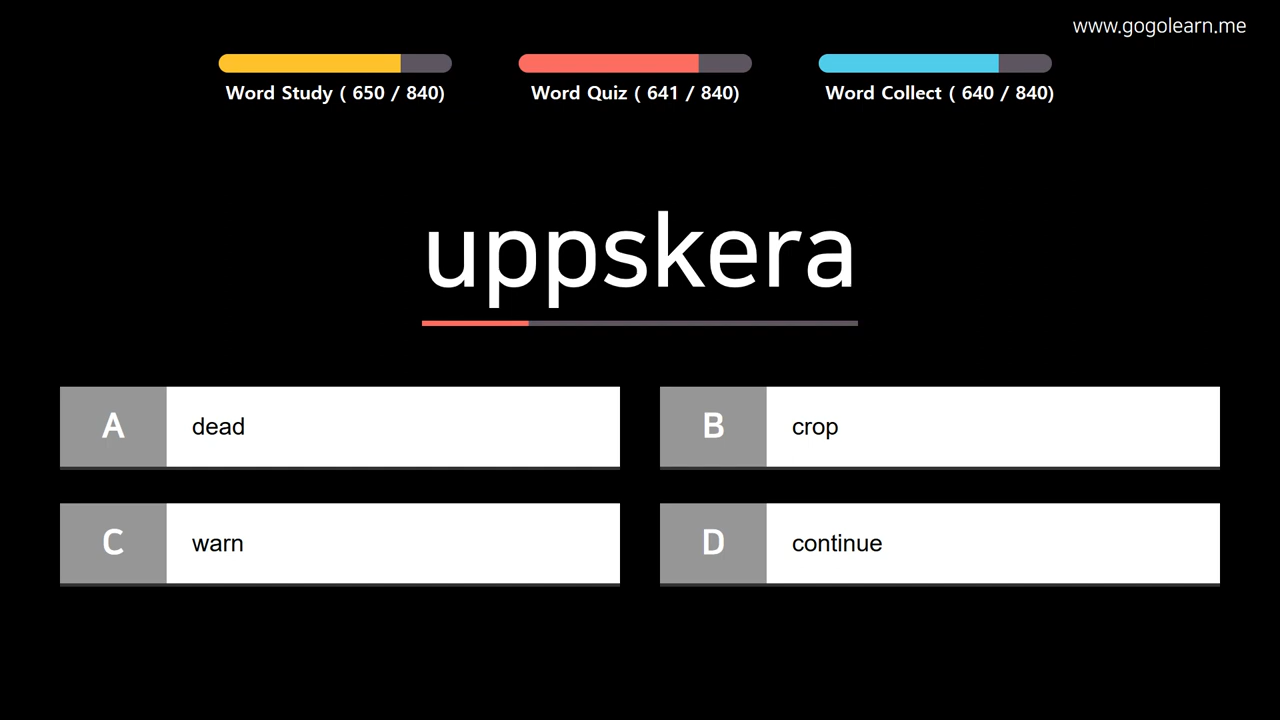 www.gogolearn.me
Word Study ( 650 / 840)
Word Quiz ( 641 / 840)
Word Collect ( 640 / 840)
uppskera
A dead
B crop
C warn
D continue